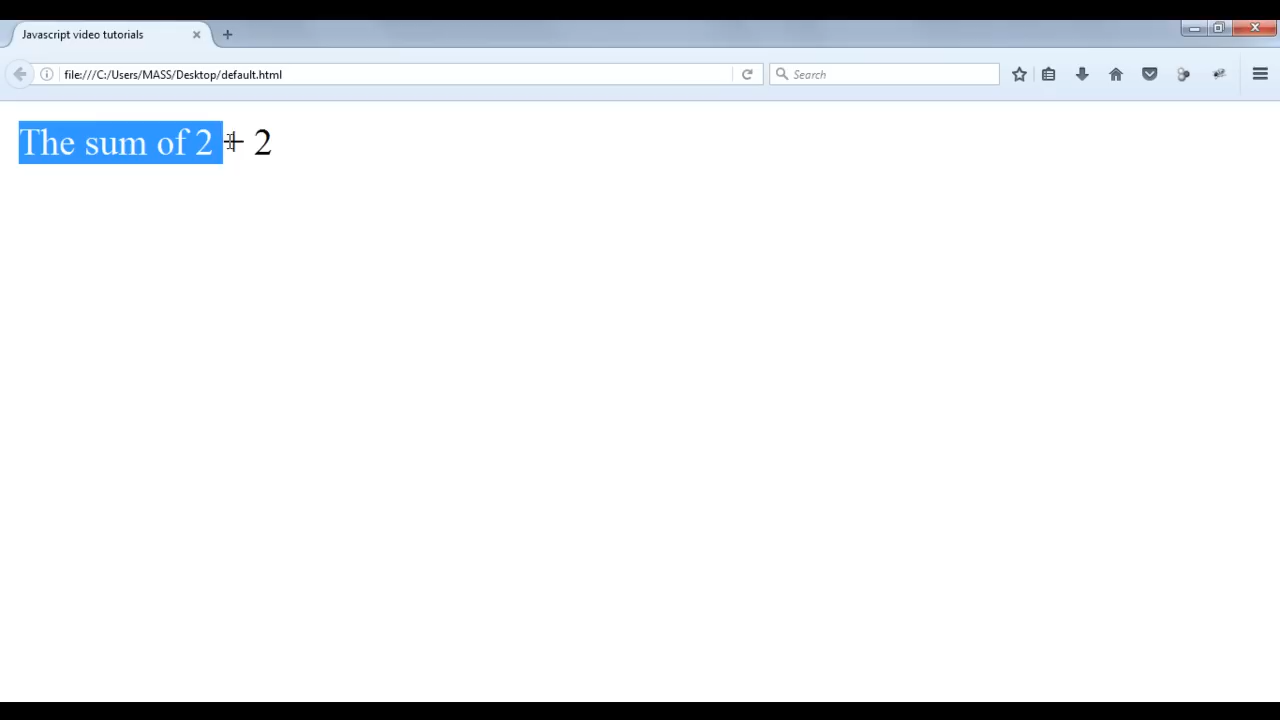 Javascript video tutorials
file:///C:/Users/MASS/Desktop/default.html
Search
The sum of 2 + 2